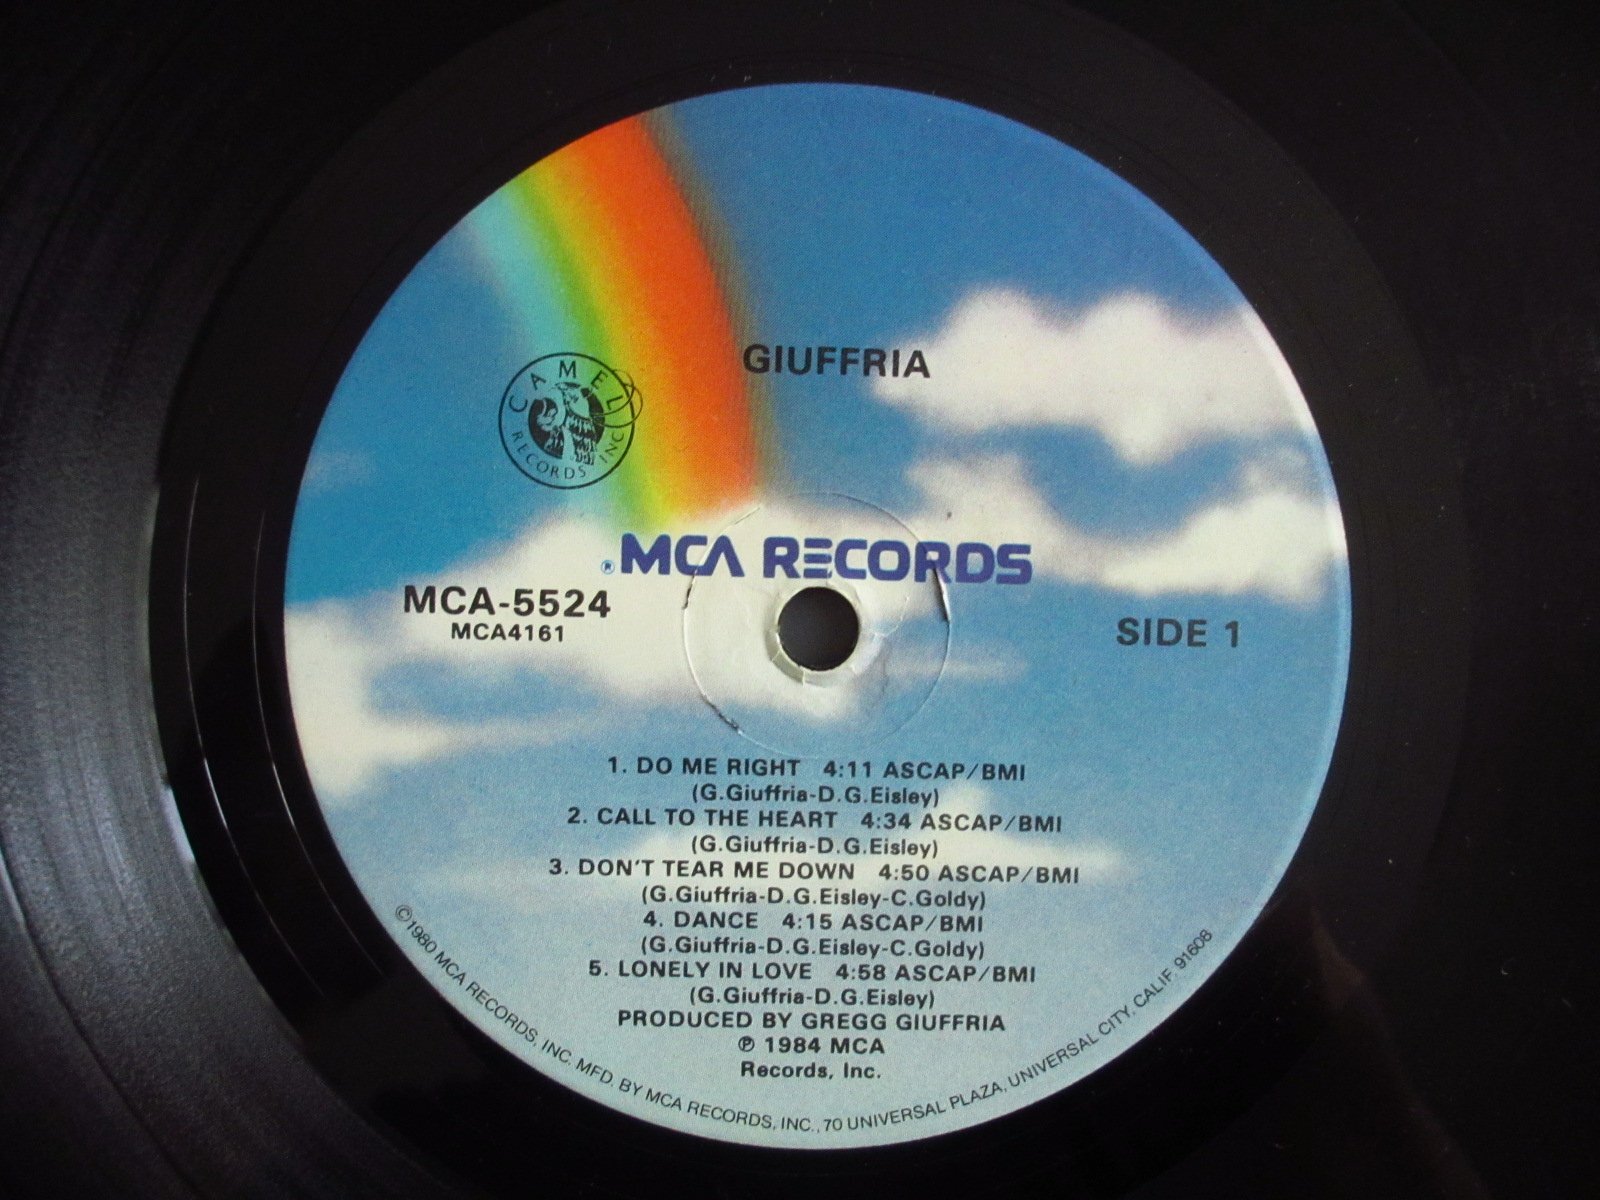 GIUFFRIA
CAMEL
RECORDS, INC.
® MCA RECORDS
MCA-5524
MCA4161
SIDE 1
1. DO ME RIGHT 4:11 ASCAP/BMI
(G.Giuffria-D.G.Eisley)
2. CALL TO THE HEART 4:34 ASCAP/BMI
(G.Giuffria-D.G.Eisley)
3. DON'T TEAR ME DOWN 4:50 ASCAP/BMI
(G.Giuffria-D.G.Eisley-C.Goldy)
4. DANCE 4:15 ASCAP/BMI
(G.Giuffria-D.G.Eisley-C.Goldy)
5. LONELY IN LOVE 4:58 ASCAP/BMI
(G.Giuffria-D.G.Eisley)
PRODUCED BY GREGG GIUFFRIA
℗ 1984 MCA
Records, Inc.
©1980 MCA RECORDS, INC. MFD. BY MCA RECORDS, INC., 70 UNIVERSAL PLAZA, UNIVERSAL CITY, CALIF. 91608